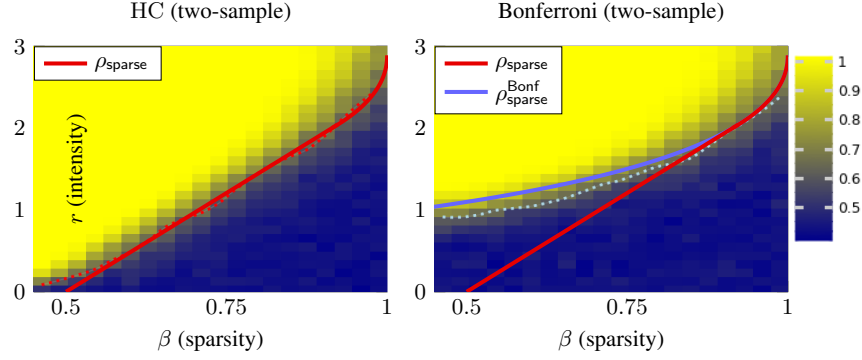 HC (two-sample)
Bonferroni (two-sample)
3
2
1
0
r (intensity)
ρsparse
0.5
0.75
1
β (sparsity)
3
2
1
0
ρsparse
ρ^Bonf_sparse
0.5
0.75
1
β (sparsity)
1
0.9
0.8
0.7
0.6
0.5